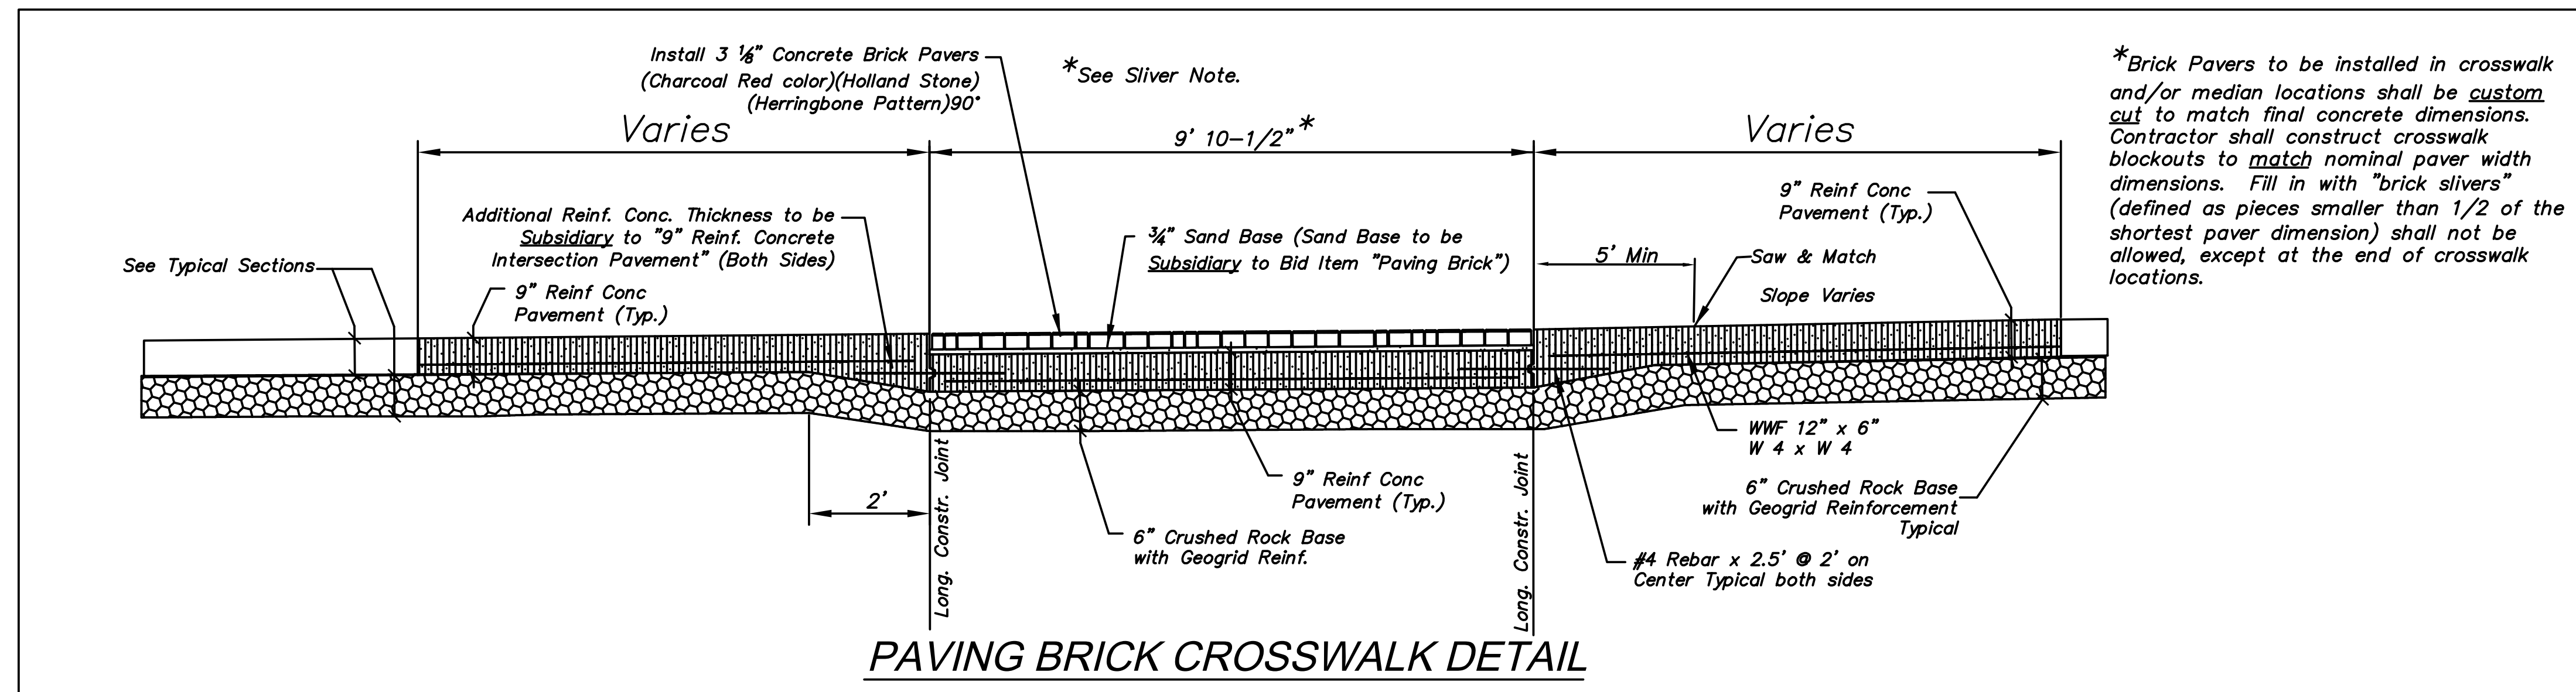 Install 3 ⅛" Concrete Brick Pavers
(Charcoal Red color)(Holland Stone)
(Herringbone Pattern)90°
*See Sliver Note.
Varies
9' 10-1/2"*
Varies
*Brick Pavers to be installed in crosswalk
and/or median locations shall be custom
cut to match final concrete dimensions.
Contractor shall construct crosswalk
blockouts to match nominal paver width
dimensions. Fill in with "brick slivers"
(defined as pieces smaller than 1/2 of the
shortest paver dimension) shall not be
allowed, except at the end of crosswalk
locations.
Additional Reinf. Conc. Thickness to be
Subsidiary to "9" Reinf. Concrete
Intersection Pavement" (Both Sides)
See Typical Sections
9" Reinf Conc
Pavement (Typ.)
¾" Sand Base (Sand Base to be
Subsidiary to Bid Item "Paving Brick")
5' Min
Saw & Match
Slope Varies
9" Reinf Conc
Pavement (Typ.)
2'
Long. Constr. Joint
6" Crushed Rock Base
with Geogrid Reinf.
9" Reinf Conc
Pavement (Typ.)
Long. Constr. Joint
WWF 12" x 6"
W 4 x W 4
6" Crushed Rock Base
with Geogrid Reinforcement
Typical
#4 Rebar x 2.5' @ 2' on
Center Typical both sides
PAVING BRICK CROSSWALK DETAIL